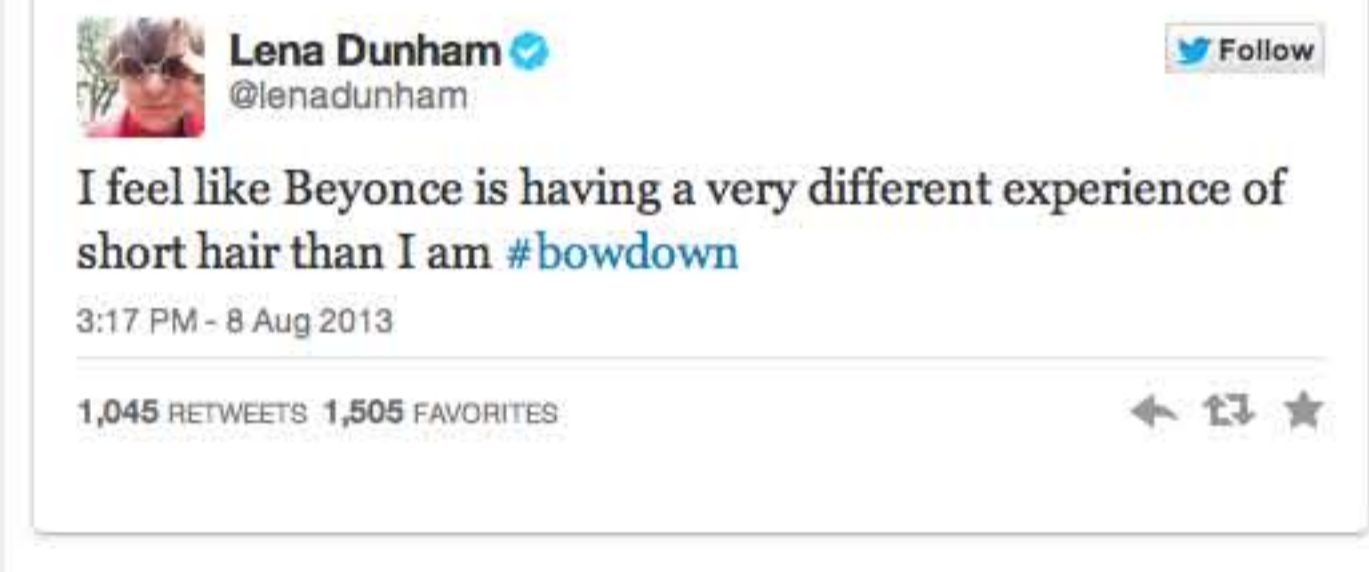 Lena Dunham
Follow
@lenadunham
I feel like Beyonce is having a very different experience of
short hair than I am #bowdown
3:17 PM - 8 Aug 2013
1,045 RETWEETS 1,505 FAVORITES